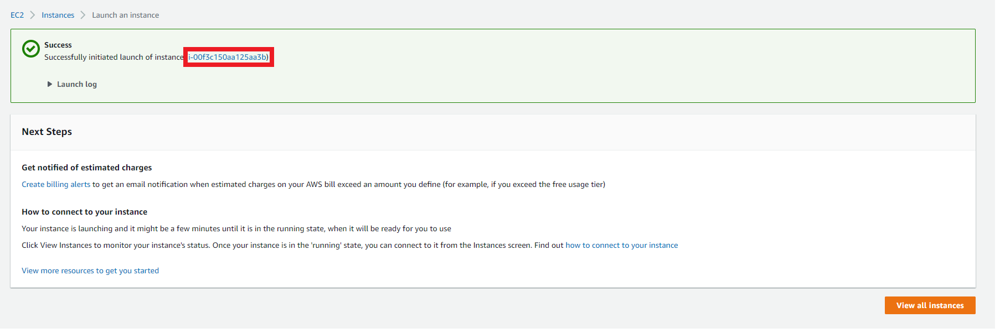 EC2 Instances Launch an instance
Success
Successfully initiated launch of instance i-00f3c150aa125aa3b)
Launch log
Next Steps
Get notified of estimated charges
Create billing alerts to get an email notification when estimated charges on your AWS bill exceed an amount you define (for example, if you exceed the free usage tier)
How to connect to your instance
Your instance is launching and it might be a few minutes until it is in the running state, when it will be ready for you to use
Click View Instances to monitor your instance's status. Once your instance is in the 'running' state, you can connect to it from the Instances screen. Find out how to connect to your instance
View more resources to get you started
View all instances